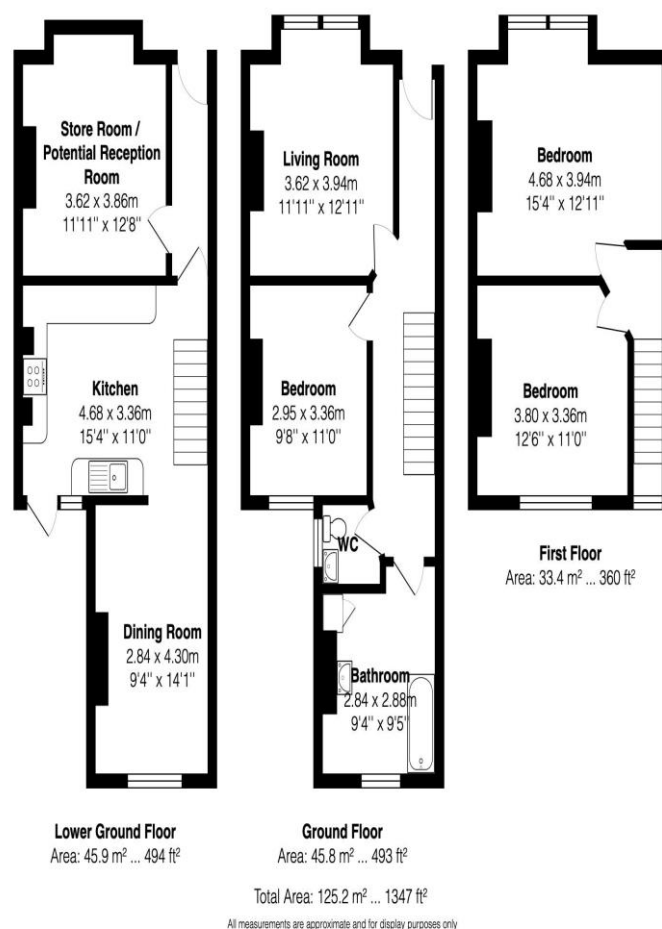 Store Room /
Potential Reception
Room
3.62 x 3.86m
11'11" x 12'8"
Kitchen
4.68 x 3.36m
15'4" x 11'0"
Dining Room
2.84 x 4.30m
9'4" x 14'1"
Lower Ground Floor
Area: 45.9 m² ... 494 ft²
Living Room
3.62 x 3.94m
11'11" x 12'11"
Bedroom
2.95 x 3.36m
9'8" x 11'0"
WC
Bathroom
2.84 x 2.88m
9'4" x 9'5"
Ground Floor
Area: 45.8 m² ... 493 ft²
Bedroom
4.68 x 3.94m
15'4" x 12'11"
Bedroom
3.80 x 3.36m
12'6" x 11'0"
First Floor
Area: 33.4 m² ... 360 ft²
Total Area: 125.2 m² ... 1347 ft²
All measurements are approximate and for display purposes only